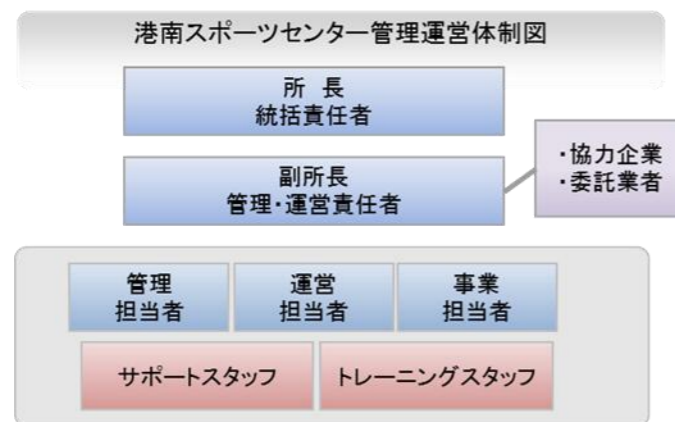 港南スポーツセンター管理運営体制図
所 長
統括責任者
副所長
管理・運営責任者
・協力企業
・委託業者
管理
担当者
運営
担当者
事業
担当者
サポートスタッフ
トレーニングスタッフ